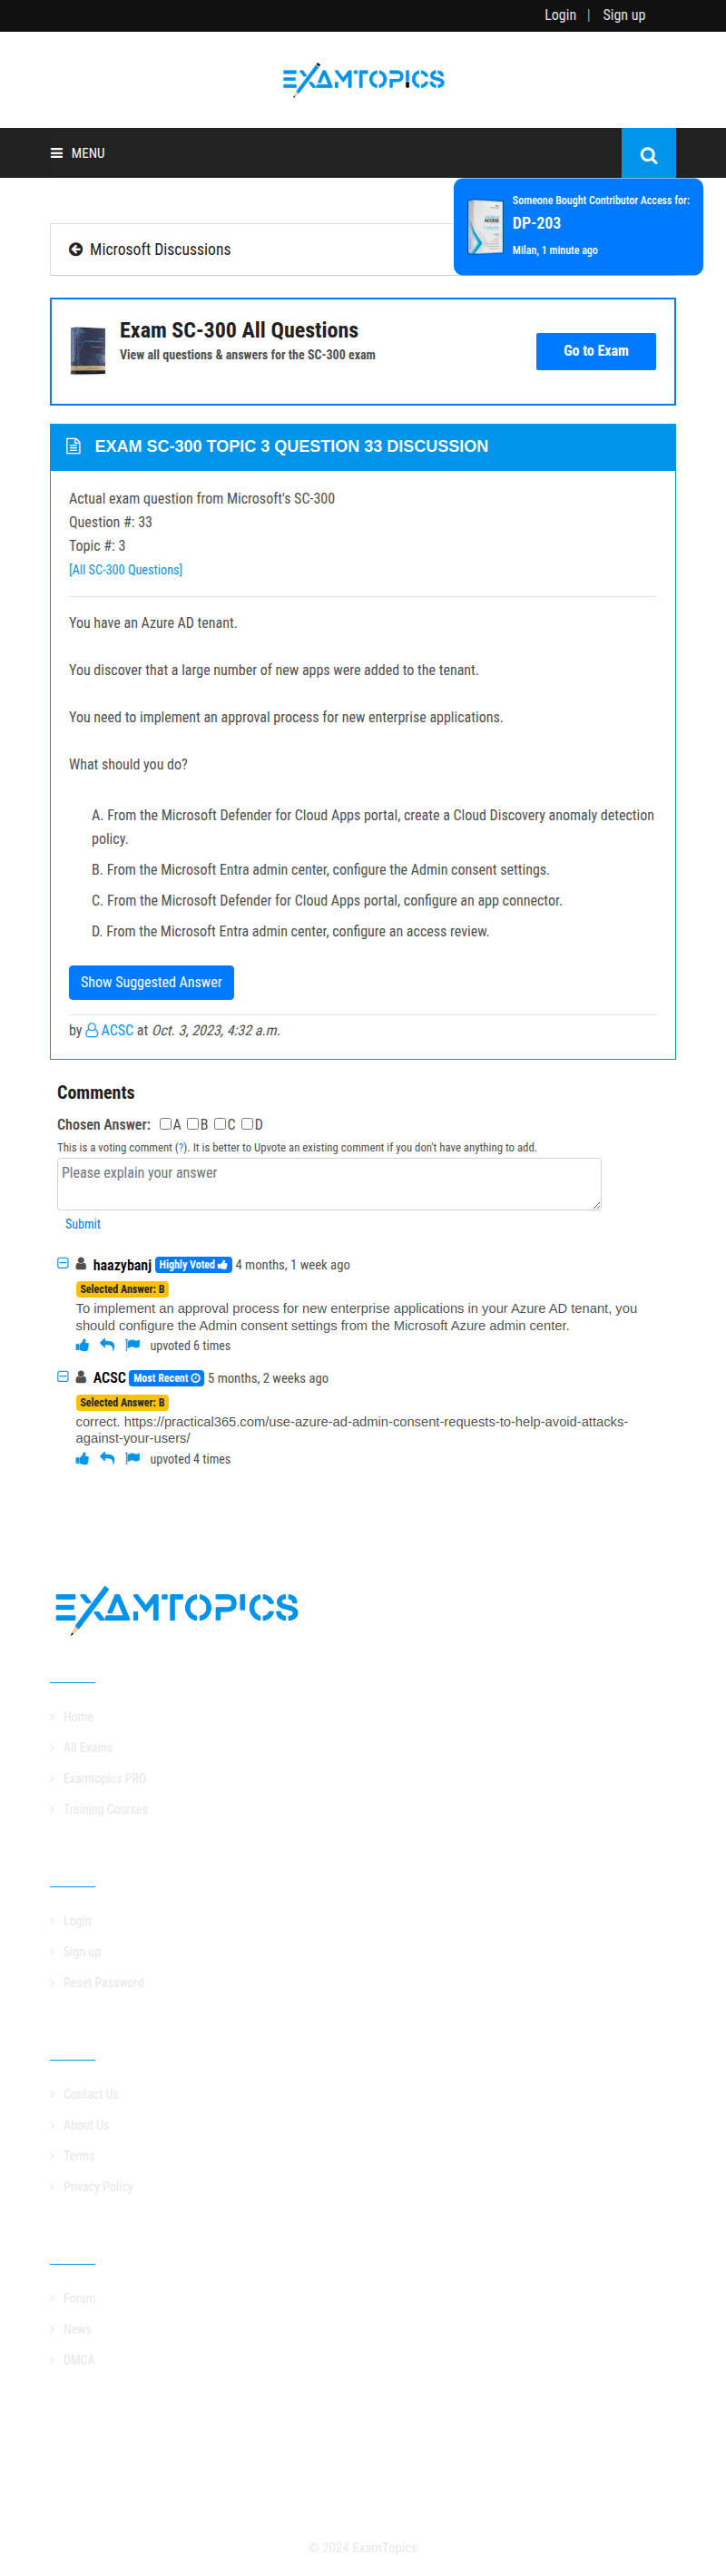 Login | Sign up
EXAMTOPICS
MENU
Someone Bought Contributor Access for:
DP-203
Milan, 1 minute ago
Microsoft Discussions
Exam SC-300 All Questions
View all questions & answers for the SC-300 exam
Go to Exam
EXAM SC-300 TOPIC 3 QUESTION 33 DISCUSSION
Actual exam question from Microsoft's SC-300
Question #: 33
Topic #: 3
[All SC-300 Questions]
You have an Azure AD tenant.
You discover that a large number of new apps were added to the tenant.
You need to implement an approval process for new enterprise applications.
What should you do?
A. From the Microsoft Defender for Cloud Apps portal, create a Cloud Discovery anomaly detection
policy.
B. From the Microsoft Entra admin center, configure the Admin consent settings.
C. From the Microsoft Defender for Cloud Apps portal, configure an app connector.
D. From the Microsoft Entra admin center, configure an access review.
Show Suggested Answer
by ACSC at Oct. 3, 2023, 4:32 a.m.
Comments
Chosen Answer: A B C D
This is a voting comment (?). It is better to Upvote an existing comment if you don't have anything to add.
Please explain your answer
Submit
haazybanj Highly Voted 4 months, 1 week ago
Selected Answer: B
To implement an approval process for new enterprise applications in your Azure AD tenant, you
should configure the Admin consent settings from the Microsoft Azure admin center.
upvoted 6 times
ACSC Most Recent 5 months, 2 weeks ago
Selected Answer: B
correct. https://practical365.com/use-azure-ad-admin-consent-requests-to-help-avoid-attacks-
against-your-users/
upvoted 4 times
EXAMTOPICS
Home
All Exams
Examtopics PRO
Training Courses
Login
Sign up
Reset Password
Contact Us
About Us
Terms
Privacy Policy
Forum
News
DMCA
© 2024 ExamTopics